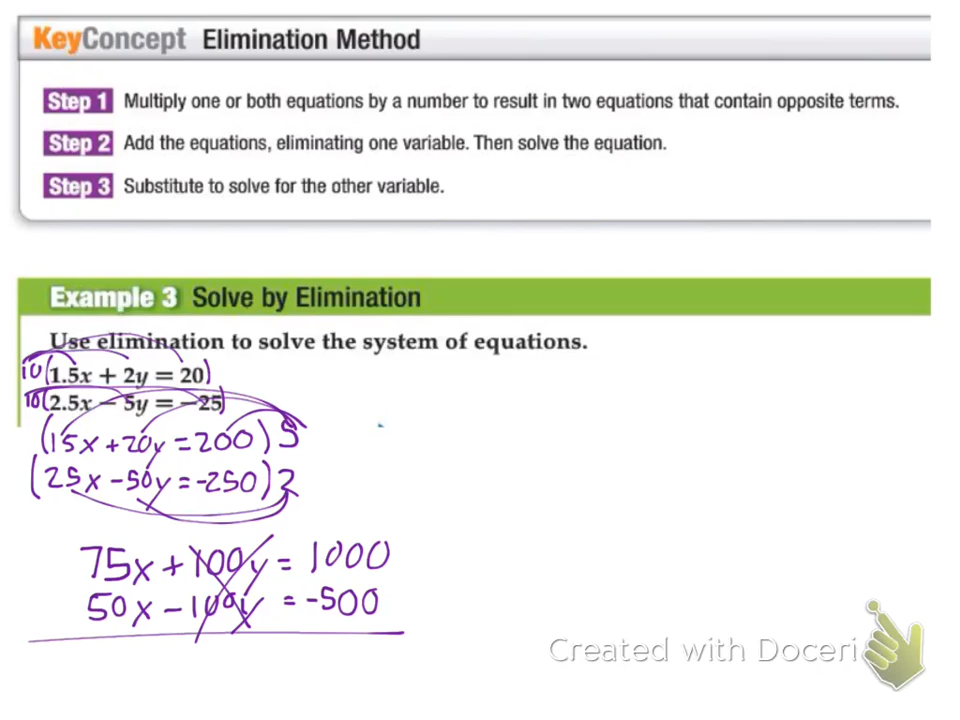 KeyConcept Elimination Method
Step 1 Multiply one or both equations by a number to result in two equations that contain opposite terms.
Step 2 Add the equations, eliminating one variable. Then solve the equation.
Step 3 Substitute to solve for the other variable.
Example 3 Solve by Elimination
Use elimination to solve the system of equations.
10(1.5x + 2y = 20)
10(2.5x − 5y = −25)
(15x + 20y = 200) 5
(25x - 50y = -250) 2
75x + 100y = 1000
50x - 100y = -500
Created with Doceri